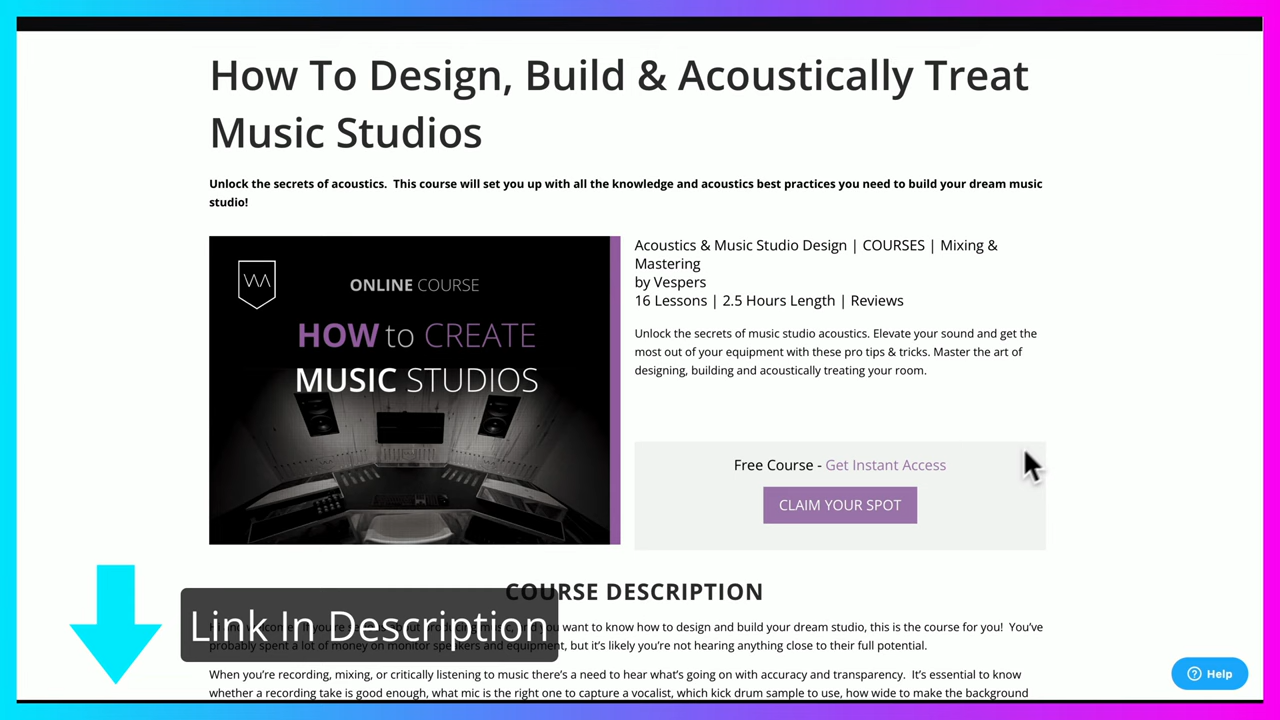 How To Design, Build & Acoustically Treat
Music Studios
Unlock the secrets of acoustics. This course will set you up with all the knowledge and acoustics best practices you need to build your dream music
studio!
ONLINE COURSE
HOW to CREATE
MUSIC STUDIOS
Acoustics & Music Studio Design | COURSES | Mixing &
Mastering
by Vespers
16 Lessons | 2.5 Hours Length | Reviews
Unlock the secrets of music studio acoustics. Elevate your sound and get the
most out of your equipment with these pro tips & tricks. Master the art of
designing, building and acoustically treating your room.
Free Course - Get Instant Access
CLAIM YOUR SPOT
COURSE DESCRIPTION
Link In Description
want to know how to design and build your dream studio, this is the course for you! You've
probably spent a lot of money on monitor speakers and equipment, but it's likely you're not hearing anything close to their full potential.
When you're recording, mixing, or critically listening to music there's a need to hear what's going on with accuracy and transparency. It's essential to know
whether a recording take is good enough, what mic is the right one to capture a vocalist, which kick drum sample to use, how wide to make the background
Help